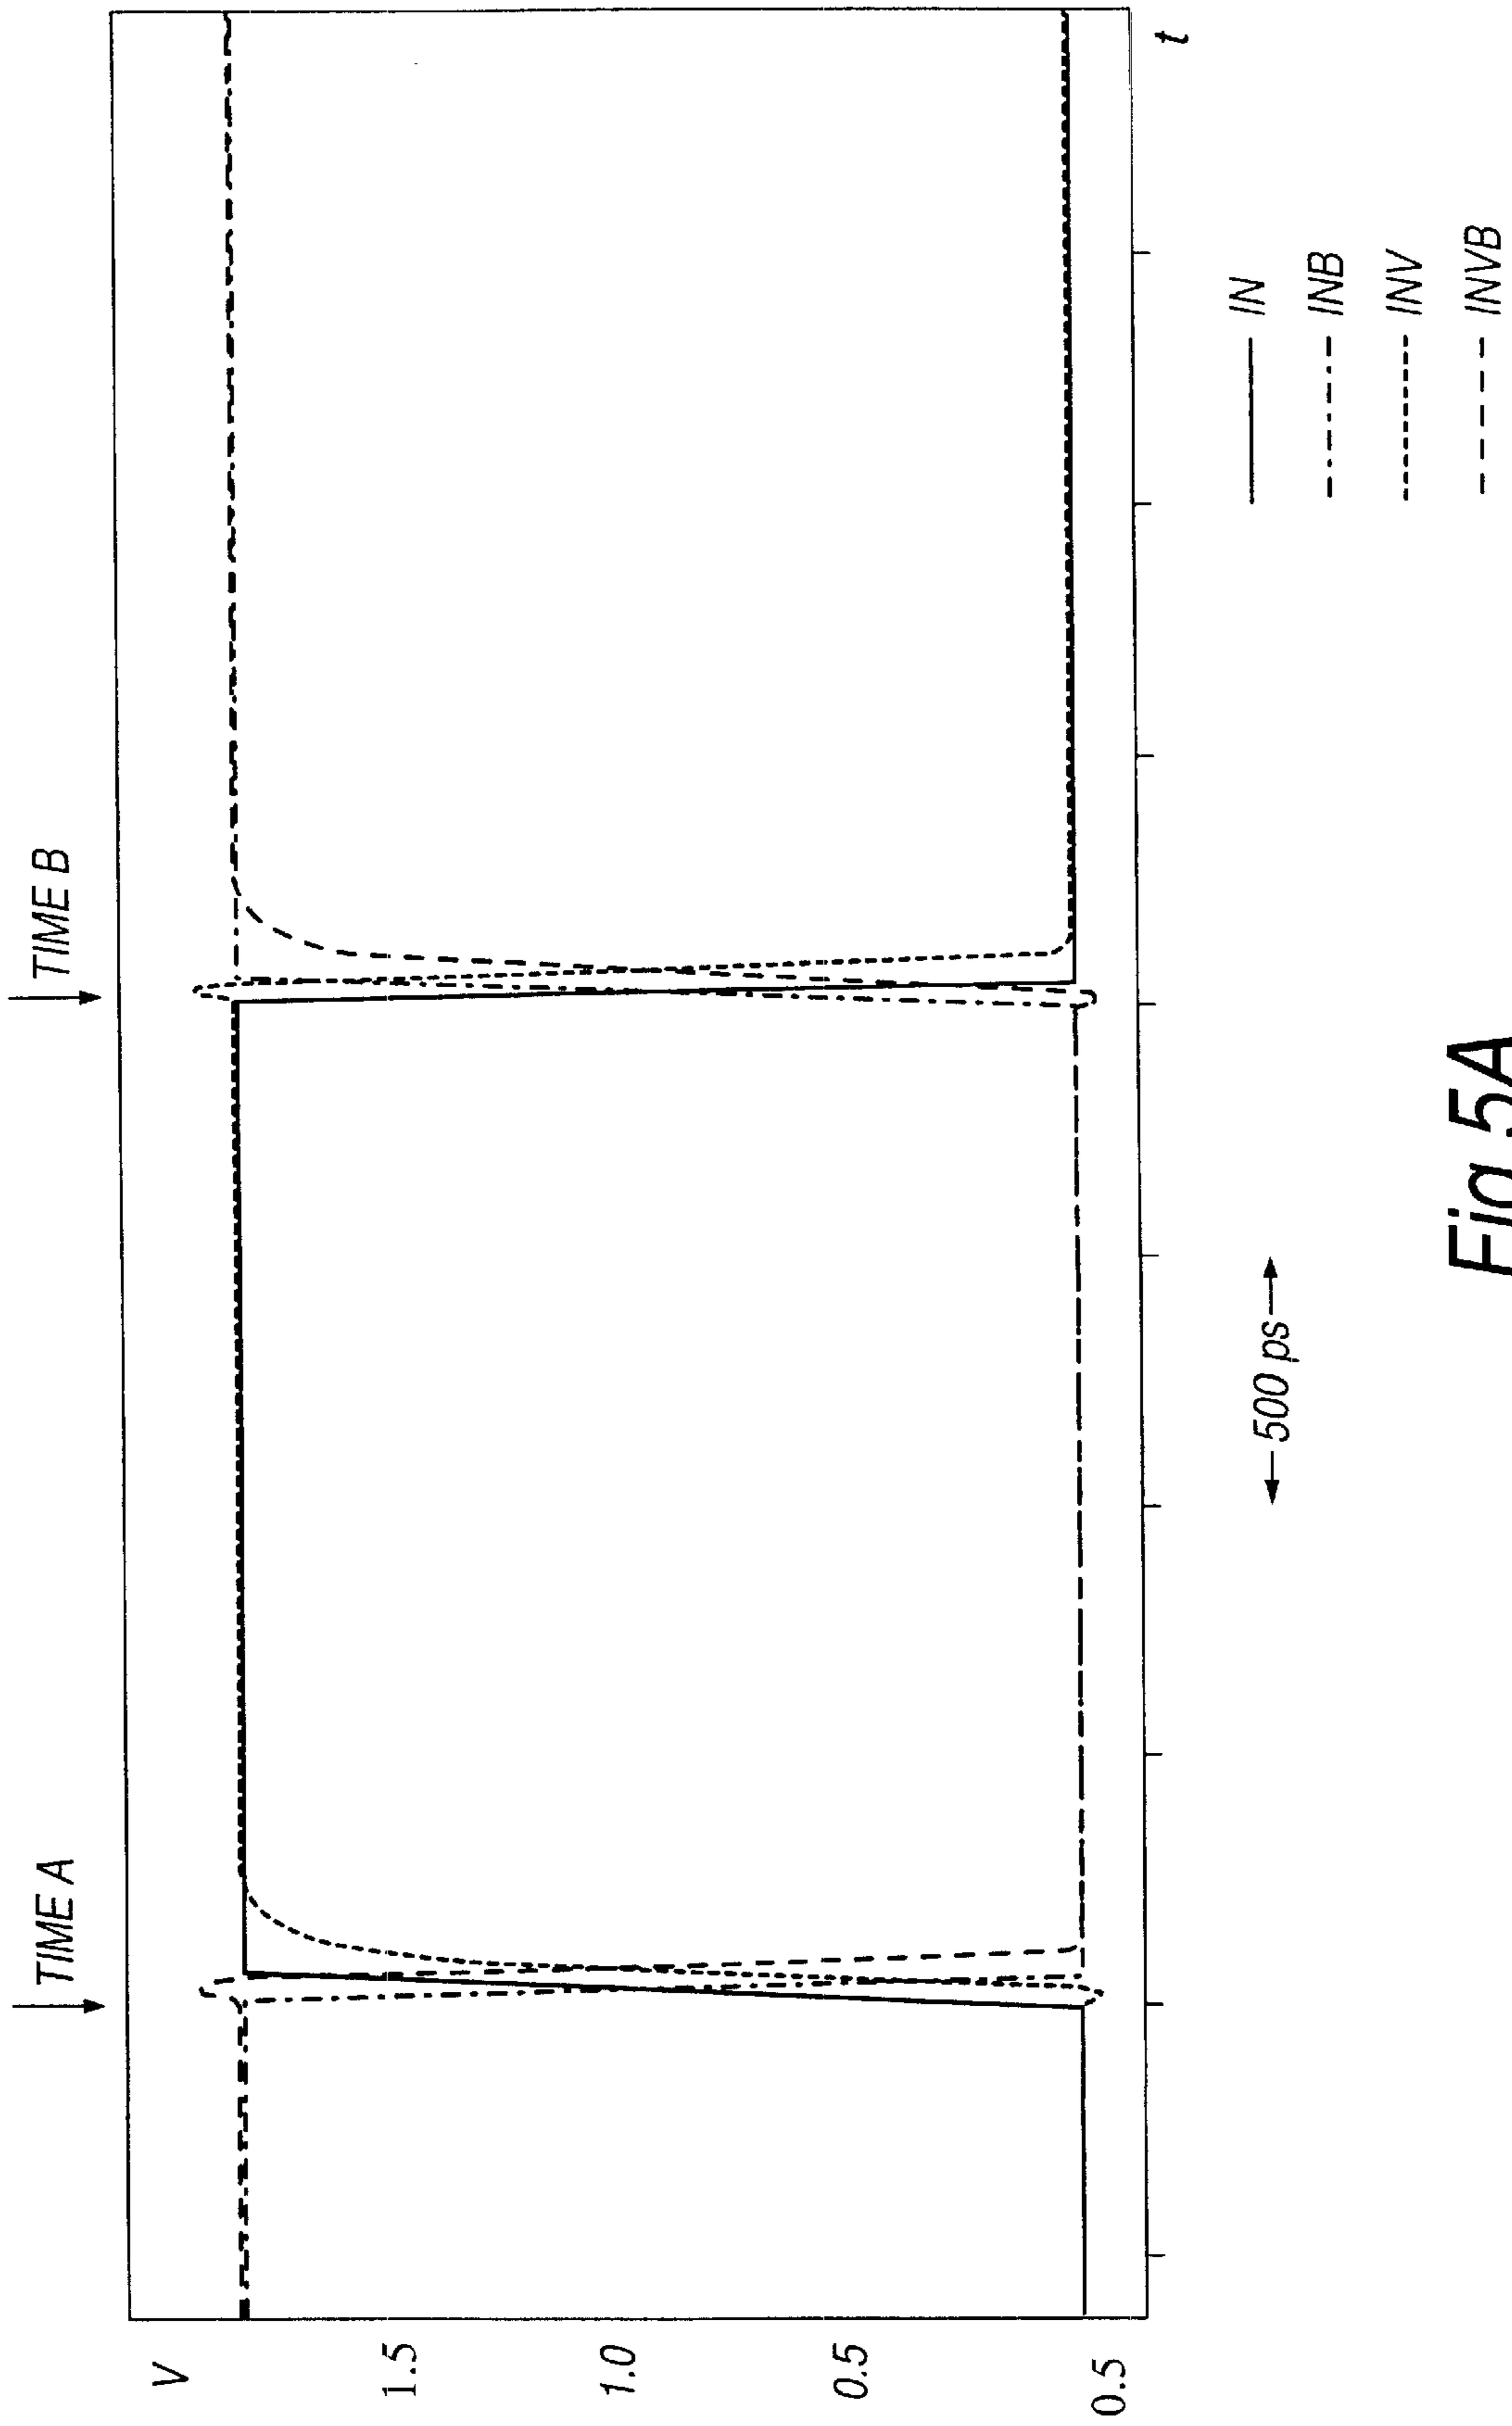 TIME A
TIME B
V
1.5
1.0
0.5
0.5
t
500 ps
IN
INB
INV
INVB
Fig.5A